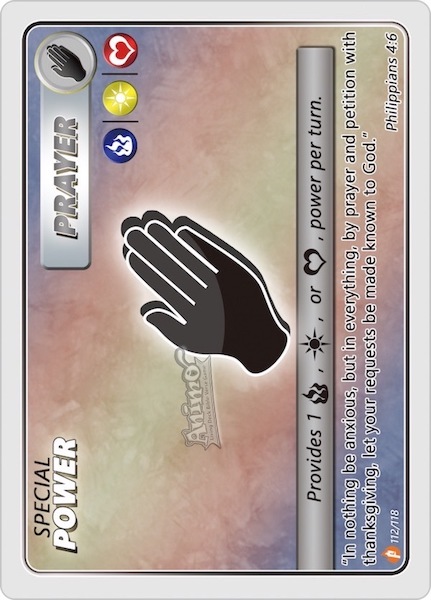 SPECIAL
POWER
PRAYER
Animor
Provides 1 , , or , power per turn.
“In nothing be anxious, but in everything, by prayer and petition with
thanksgiving, let your requests be made known to God.”
Philippians 4:6
112/118